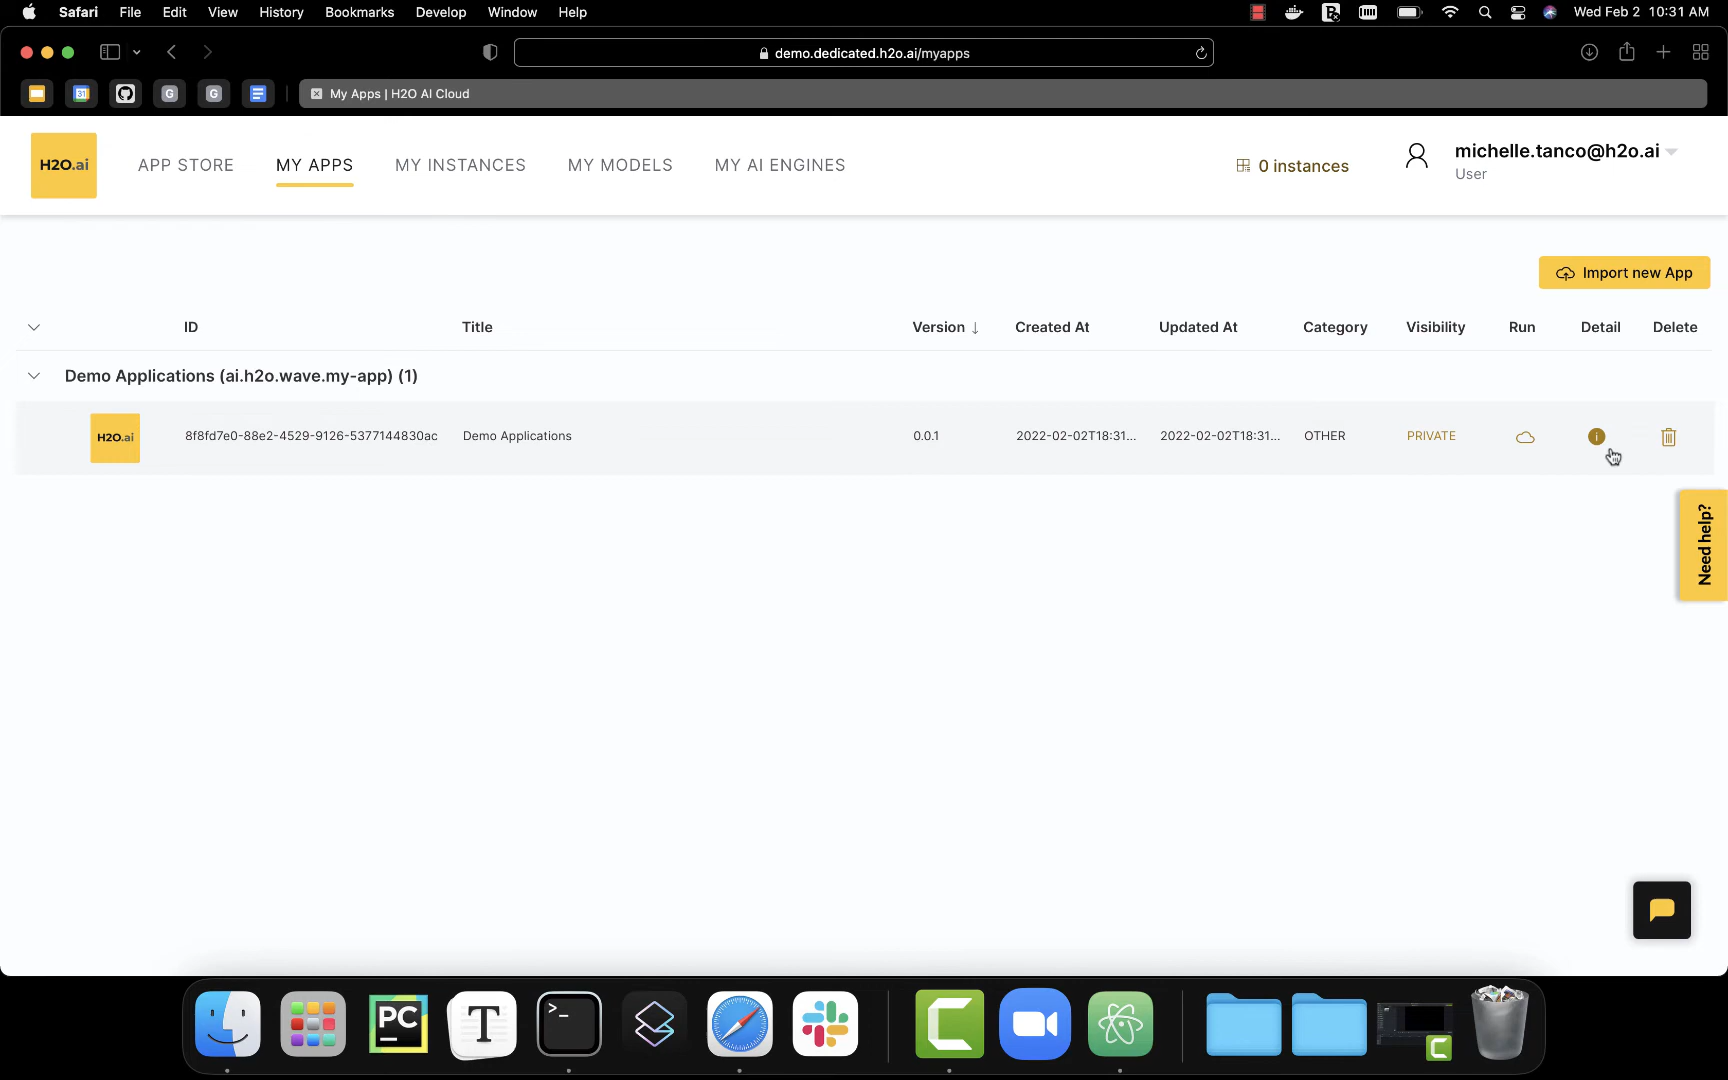 Safari File Edit View History Bookmarks Develop Window Help Wed Feb 2 10:31 AM
demo.dedicated.h2o.ai/myapps
31 G G My Apps | H2O AI Cloud
H2O.ai APP STORE MY APPS MY INSTANCES MY MODELS MY AI ENGINES 0 instances michelle.tanco@h2o.ai
User
Import new App
ID Title Version ↓ Created At Updated At Category Visibility Run Detail Delete
Demo Applications (ai.h2o.wave.my-app) (1)
H2O.ai 8f8fd7e0-88e2-4529-9126-5377144830ac Demo Applications 0.0.1 2022-02-02T18:31... 2022-02-02T18:31... OTHER PRIVATE i
Need help?
PC T >_ C
C